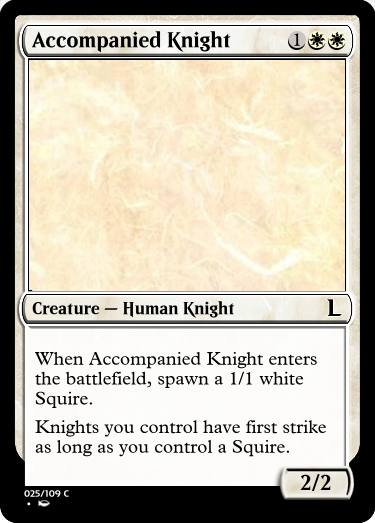 Accompanied Knight 1
Creature — Human Knight L
When Accompanied Knight enters
the battlefield, spawn a 1/1 white
Squire.
Knights you control have first strike
as long as you control a Squire.
2/2
025/109 C